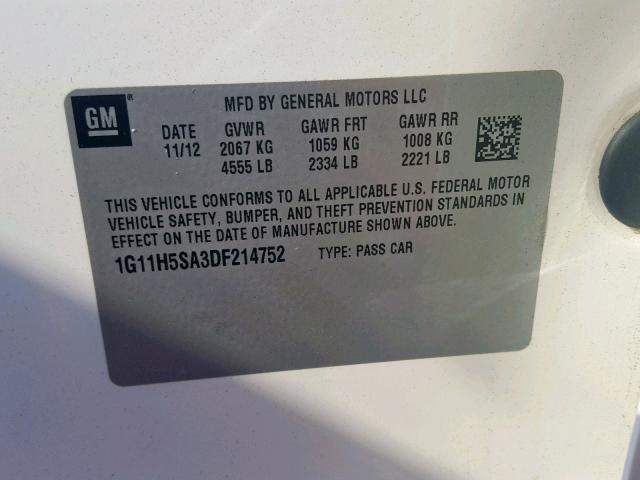 GM
®
MFD BY GENERAL MOTORS LLC
DATE GVWR GAWR FRT GAWR RR
11/12 2067 KG 1059 KG 1008 KG
4555 LB 2334 LB 2221 LB
THIS VEHICLE CONFORMS TO ALL APPLICABLE U.S. FEDERAL MOTOR
VEHICLE SAFETY, BUMPER, AND THEFT PREVENTION STANDARDS IN
EFFECT ON THE DATE OF MANUFACTURE SHOWN ABOVE.
1G11H5SA3DF214752 TYPE: PASS CAR